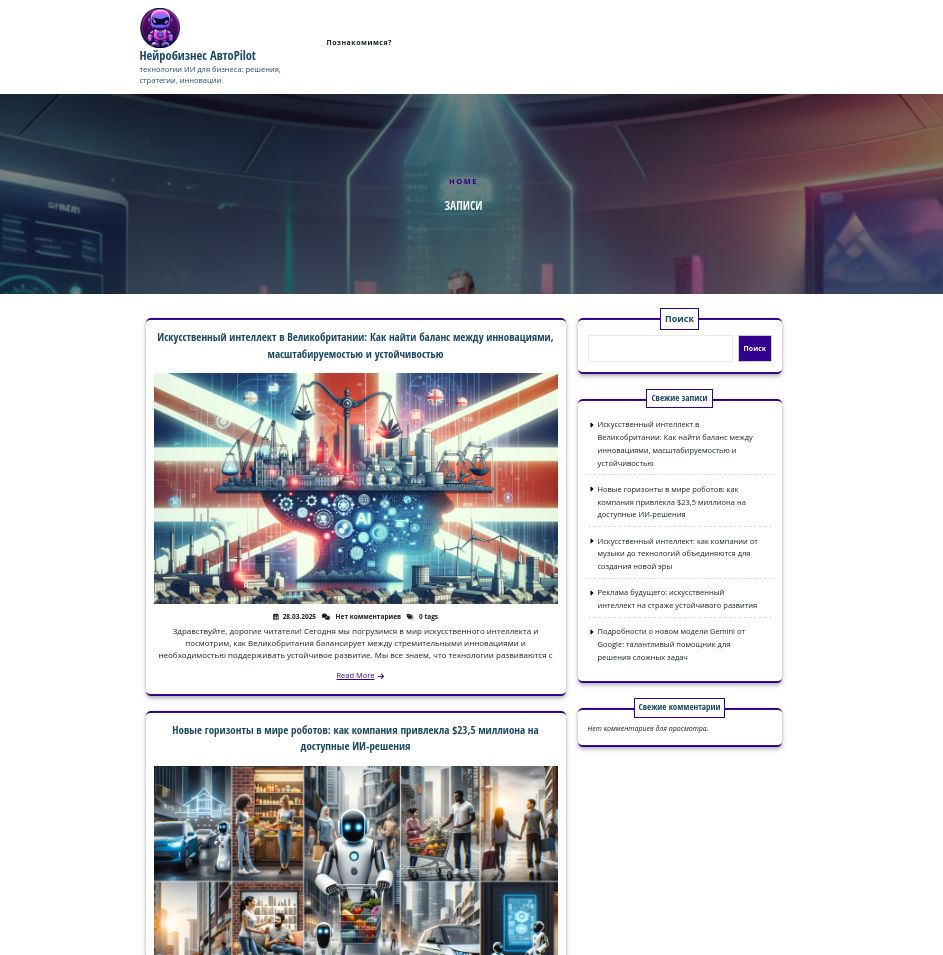 Нейробизнес АвтоPilot
технологии ИИ для бизнеса: решения,
стратегии, инновации.
Познакомимся?
HOME
ЗАПИСИ
Искусственный интеллект в Великобритании: Как найти баланс между инновациями,
масштабируемостью и устойчивостью
AI
28.03.2025 Нет комментариев 0 tags
Здравствуйте, дорогие читатели! Сегодня мы погрузимся в мир искусственного интеллекта и
посмотрим, как Великобритания балансирует между стремительными инновациями и
необходимостью поддерживать устойчивое развитие. Мы все знаем, что технологии развиваются с
Read More
Новые горизонты в мире роботов: как компания привлекла $23,5 миллиона на
доступные ИИ-решения
Поиск
Поиск
Свежие записи
Искусственный интеллект в
Великобритании: Как найти баланс между
инновациями, масштабируемостью и
устойчивостью
Новые горизонты в мире роботов: как
компания привлекла $23,5 миллиона на
доступные ИИ-решения
Искусственный интеллект: как компании от
музыки до технологий объединяются для
создания новой эры
Реклама будущего: искусственный
интеллект на страже устойчивого развития
Подробности о новом модели Gemini от
Google: талантливый помощник для
решения сложных задач
Свежие комментарии
Нет комментариев для просмотра.